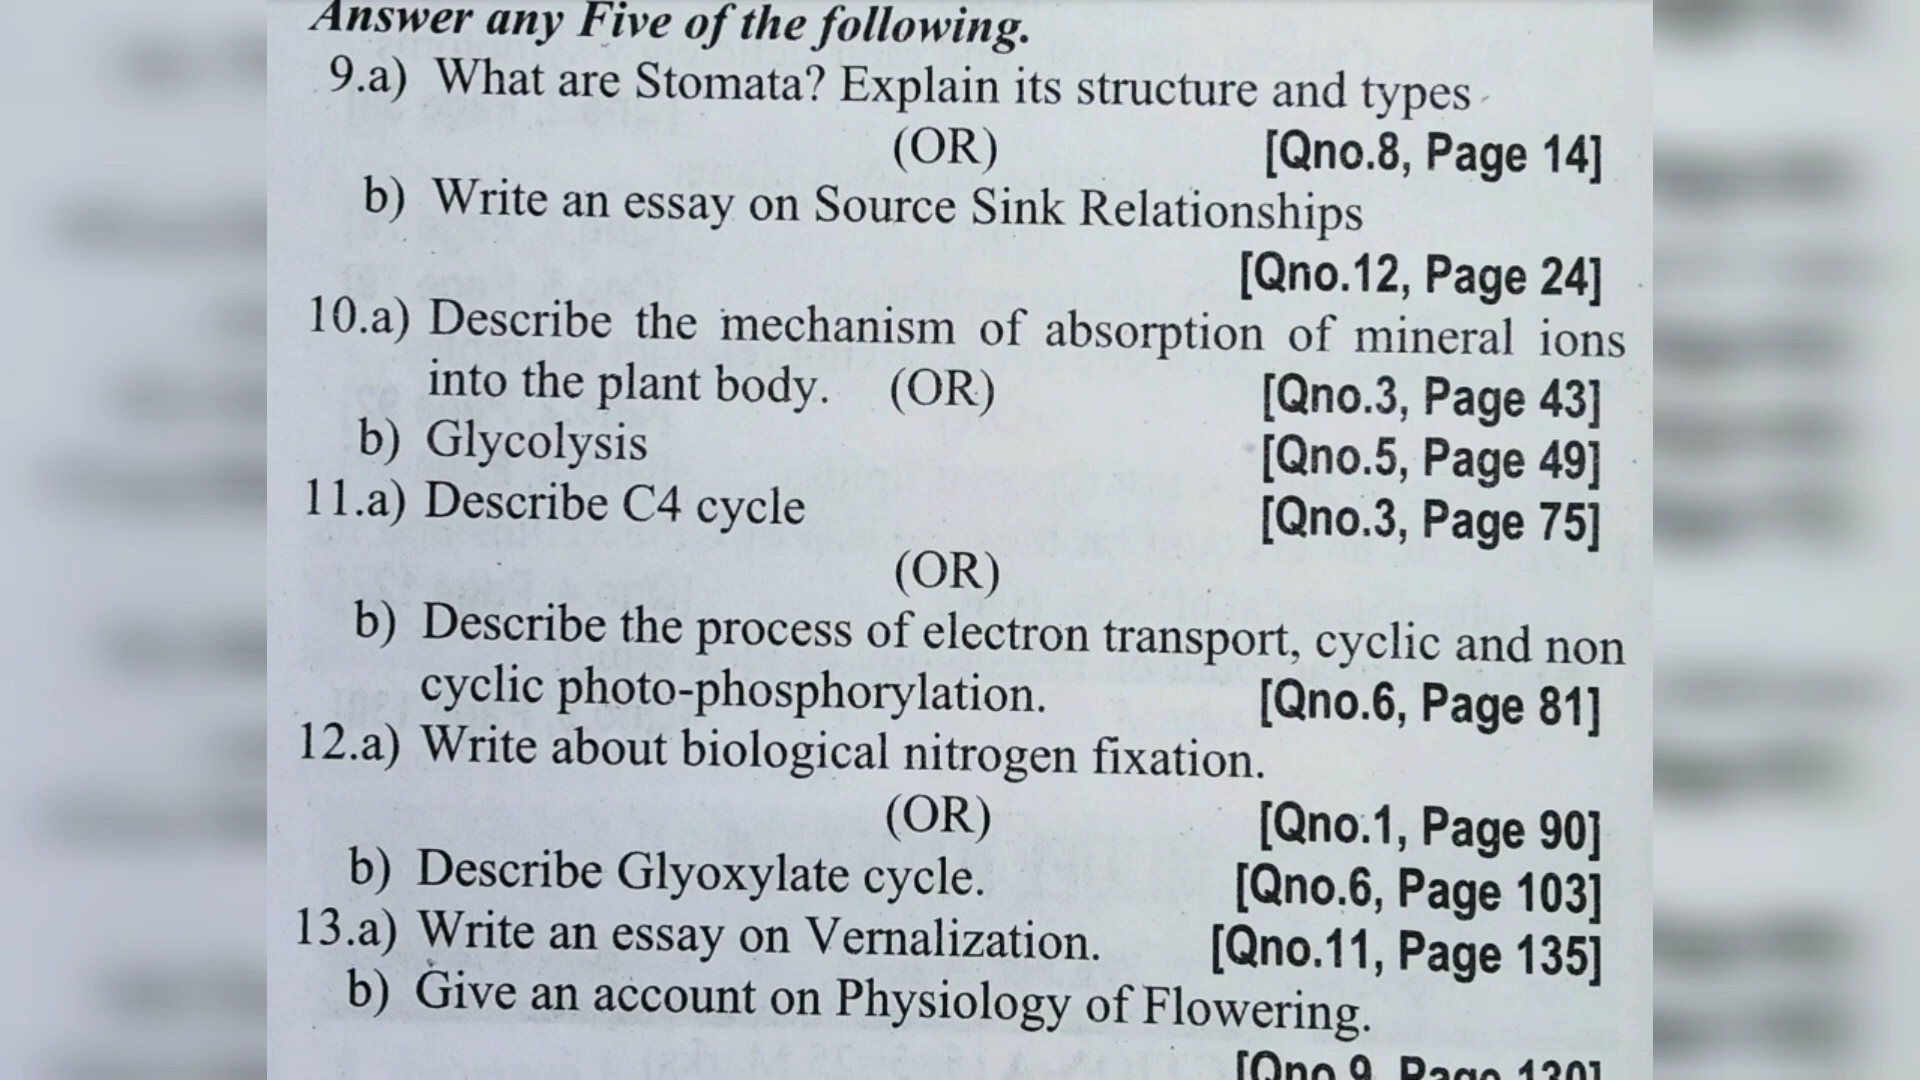 Answer any Five of the following.
9.a) What are Stomata? Explain its structure and types
(OR) [Qno.8, Page 14]
b) Write an essay on Source Sink Relationships
[Qno.12, Page 24]
10.a) Describe the mechanism of absorption of mineral ions
into the plant body. (OR) [Qno.3, Page 43]
b) Glycolysis [Qno.5, Page 49]
11.a) Describe C4 cycle [Qno.3, Page 75]
(OR)
b) Describe the process of electron transport, cyclic and non
cyclic photo-phosphorylation. [Qno.6, Page 81]
12.a) Write about biological nitrogen fixation.
(OR) [Qno.1, Page 90]
b) Describe Glyoxylate cycle. [Qno.6, Page 103]
13.a) Write an essay on Vernalization. [Qno.11, Page 135]
b) Give an account on Physiology of Flowering.
[Qno.9, Page 130]